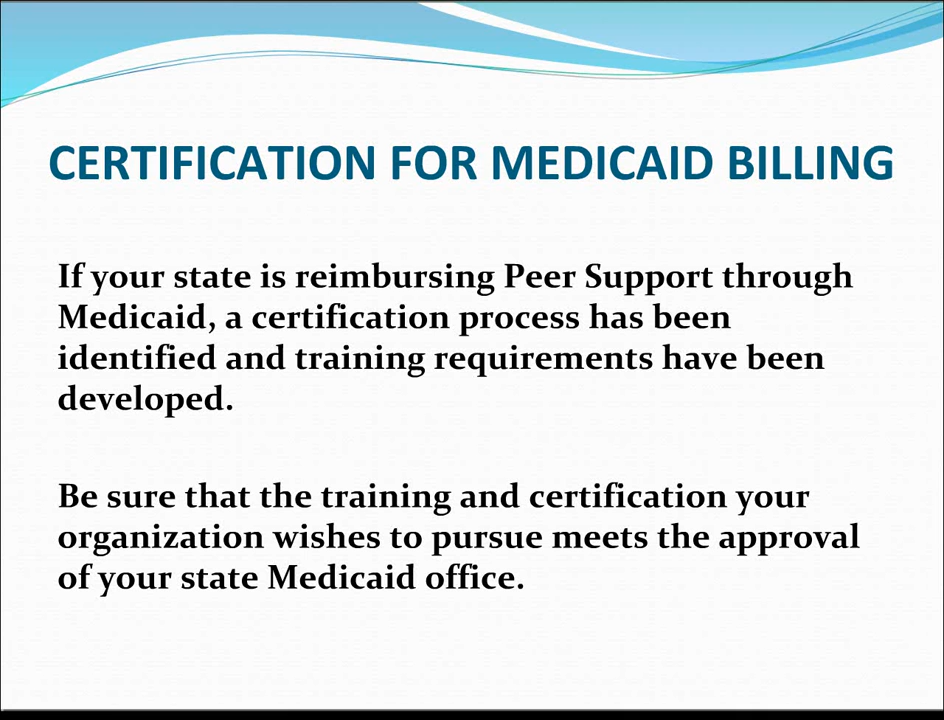 CERTIFICATION FOR MEDICAID BILLING
If your state is reimbursing Peer Support through
Medicaid, a certification process has been
identified and training requirements have been
developed.
Be sure that the training and certification your
organization wishes to pursue meets the approval
of your state Medicaid office.